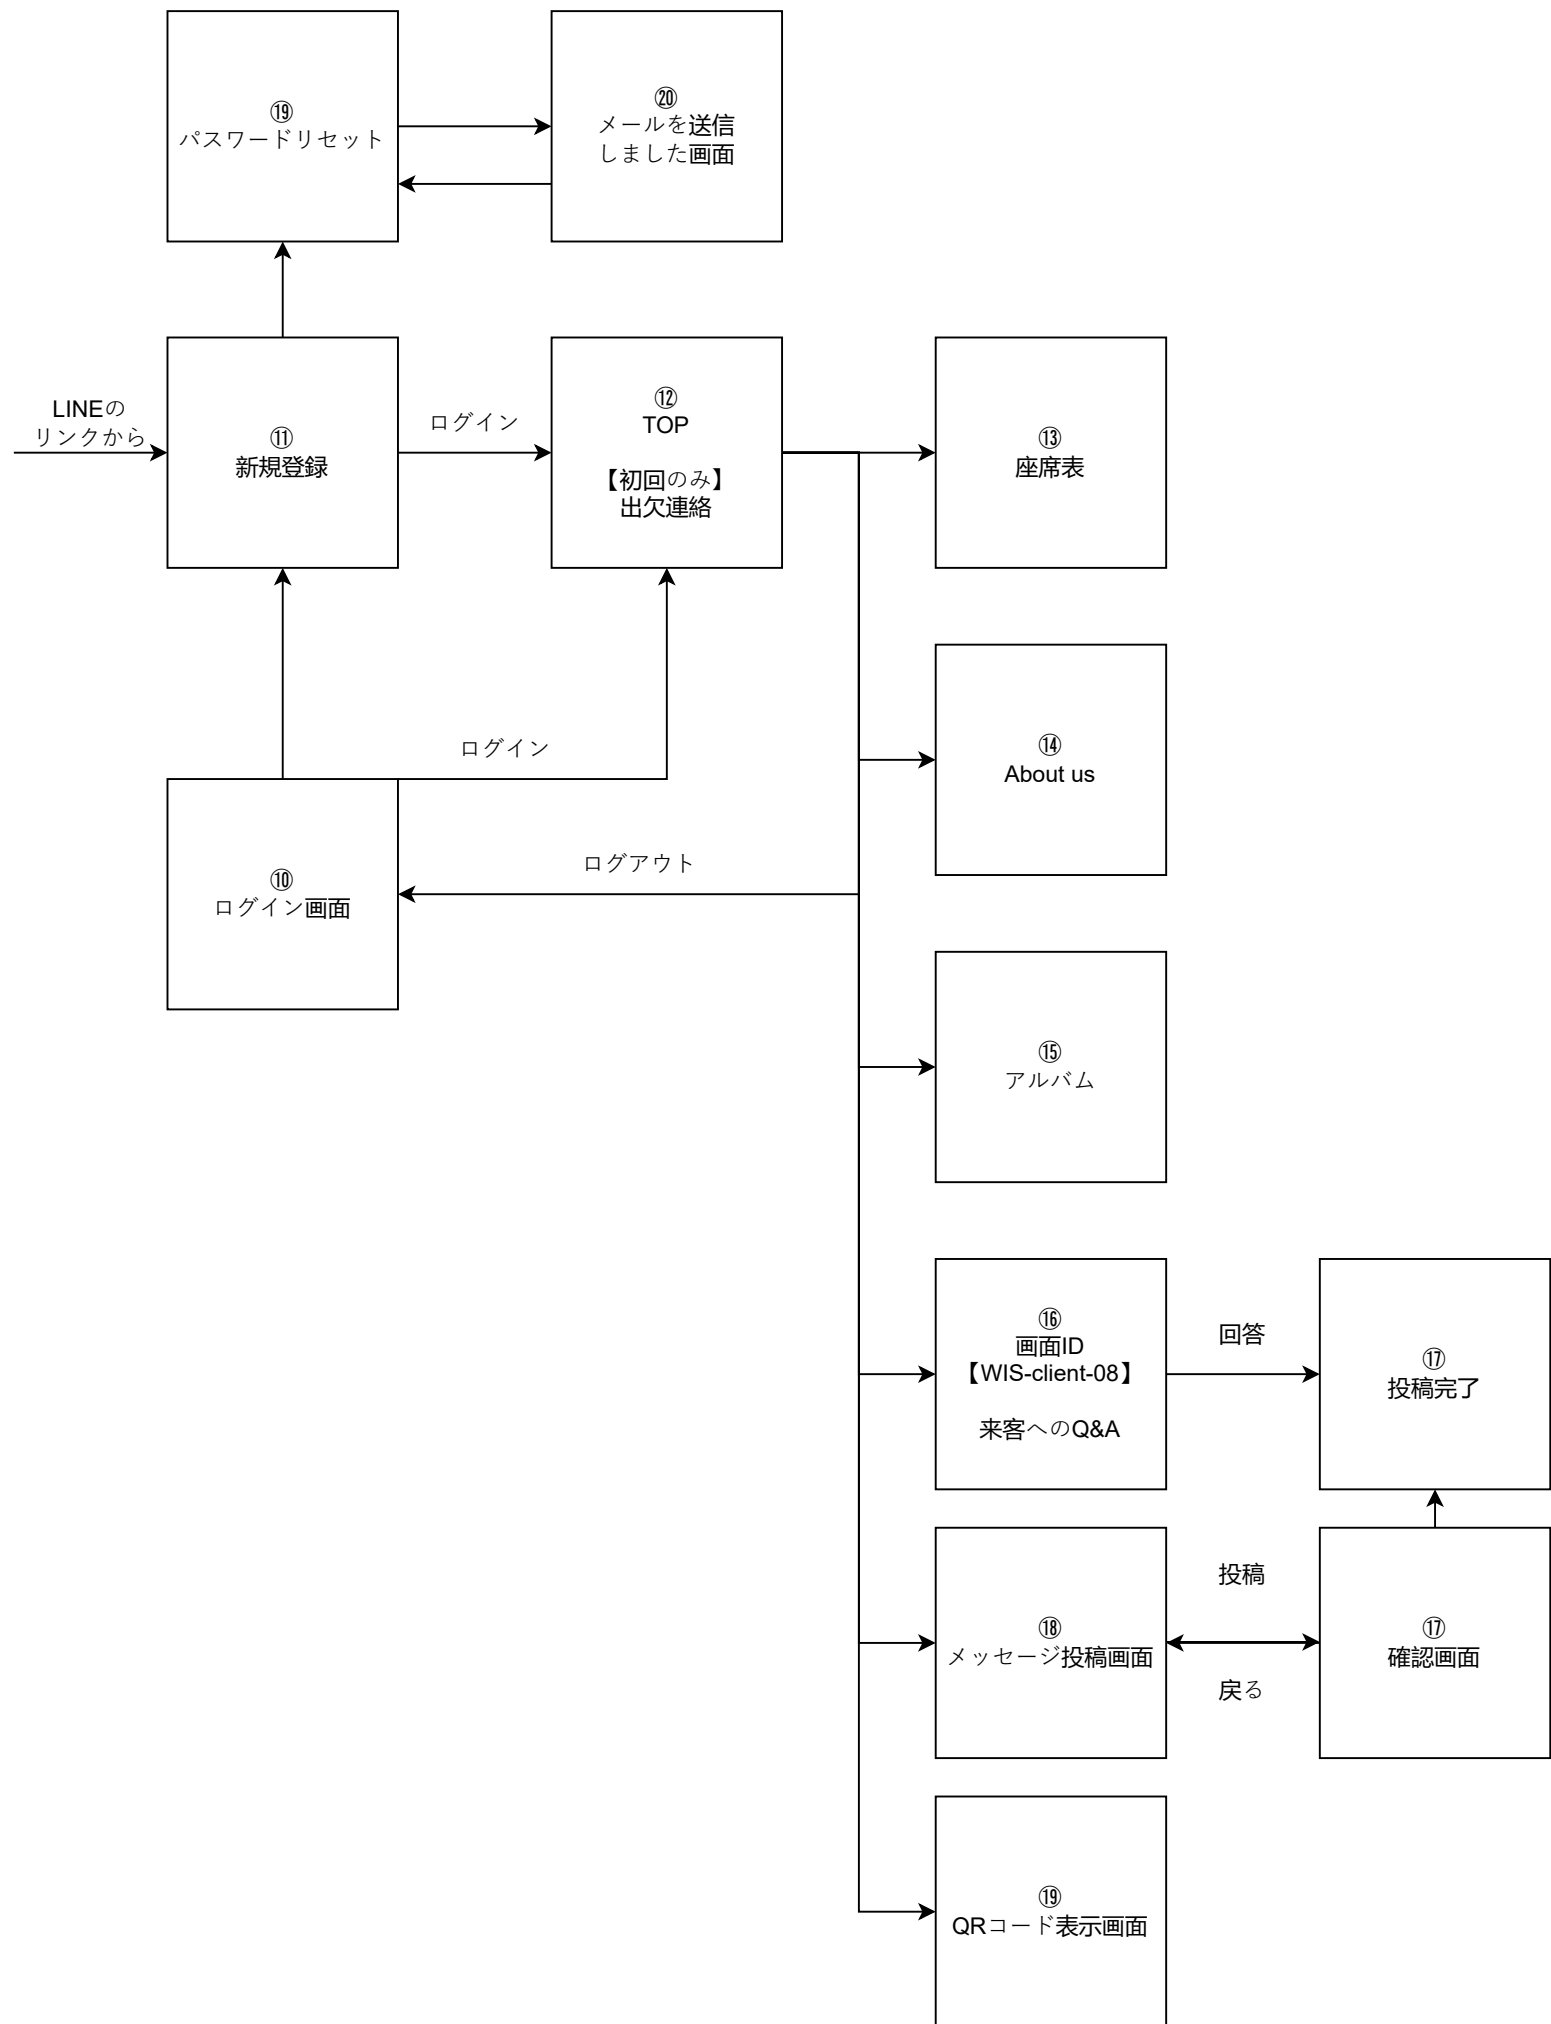 ⑲
パスワードリセット
⑳
メールを送信
しました画面
LINEの
リンクから
⑪
新規登録
ログイン
⑫
TOP
【初回のみ】
出欠連絡
⑬
座席表
ログイン
⑭
About us
⑩
ログイン画面
ログアウト
⑮
アルバム
⑯
画面ID
【WIS-client-08】
来客へのQ&A
回答
⑰
投稿完了
⑱
メッセージ投稿画面
投稿
戻る
⑰
確認画面
⑲
QRコード表示画面